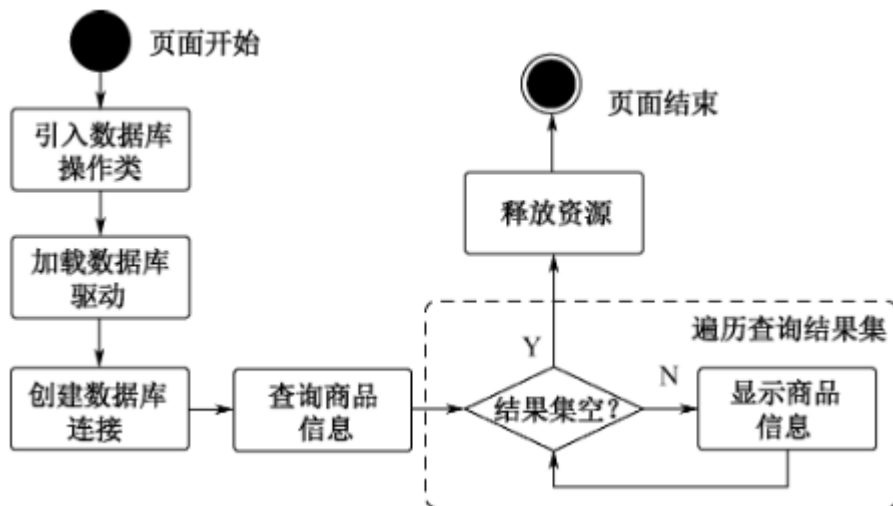 页面开始
引入数据库
操作类
加载数据库
驱动
创建数据库
连接
查询商品
信息
遍历查询结果集
结果集空?
Y
N
显示商品
信息
释放资源
页面结束